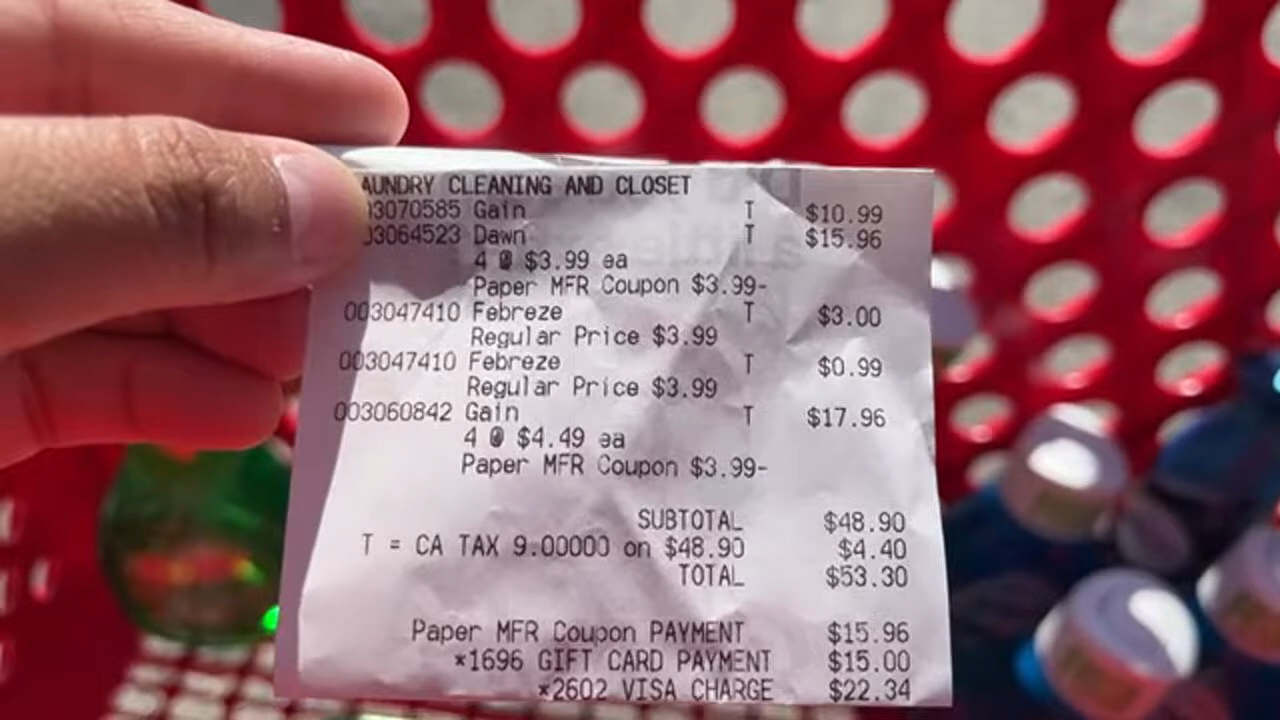 AUNDRY CLEANING AND CLOSET
03070585 Gain T $10.99
03064523 Dawn T $15.96
4 @ $3.99 ea
Paper MFR Coupon $3.99-
003047410 Febreze T $3.00
Regular Price $3.99
003047410 Febreze T $0.99
Regular Price $3.99
003060842 Gain T $17.96
4 @ $4.49 ea
Paper MFR Coupon $3.99-
SUBTOTAL $48.90
T = CA TAX 9.00000 on $48.90 $4.40
TOTAL $53.30
Paper MFR Coupon PAYMENT $15.96
*1696 GIFT CARD PAYMENT $15.00
*2602 VISA CHARGE $22.34